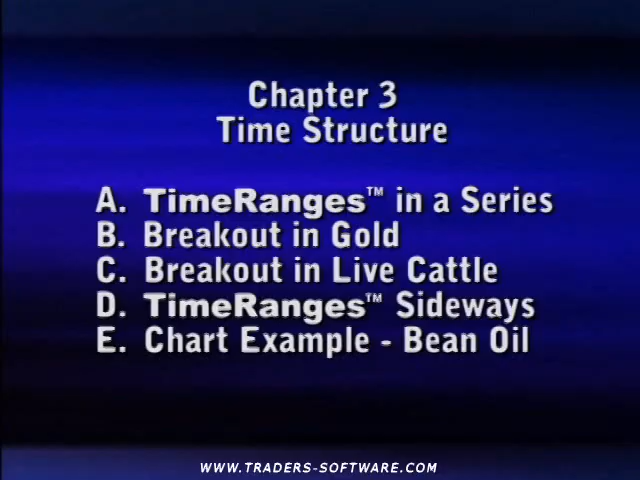 Chapter 3
Time Structure
A. TimeRanges™ in a Series
B. Breakout in Gold
C. Breakout in Live Cattle
D. TimeRanges™ Sideways
E. Chart Example - Bean Oil
WWW.TRADERS-SOFTWARE.COM